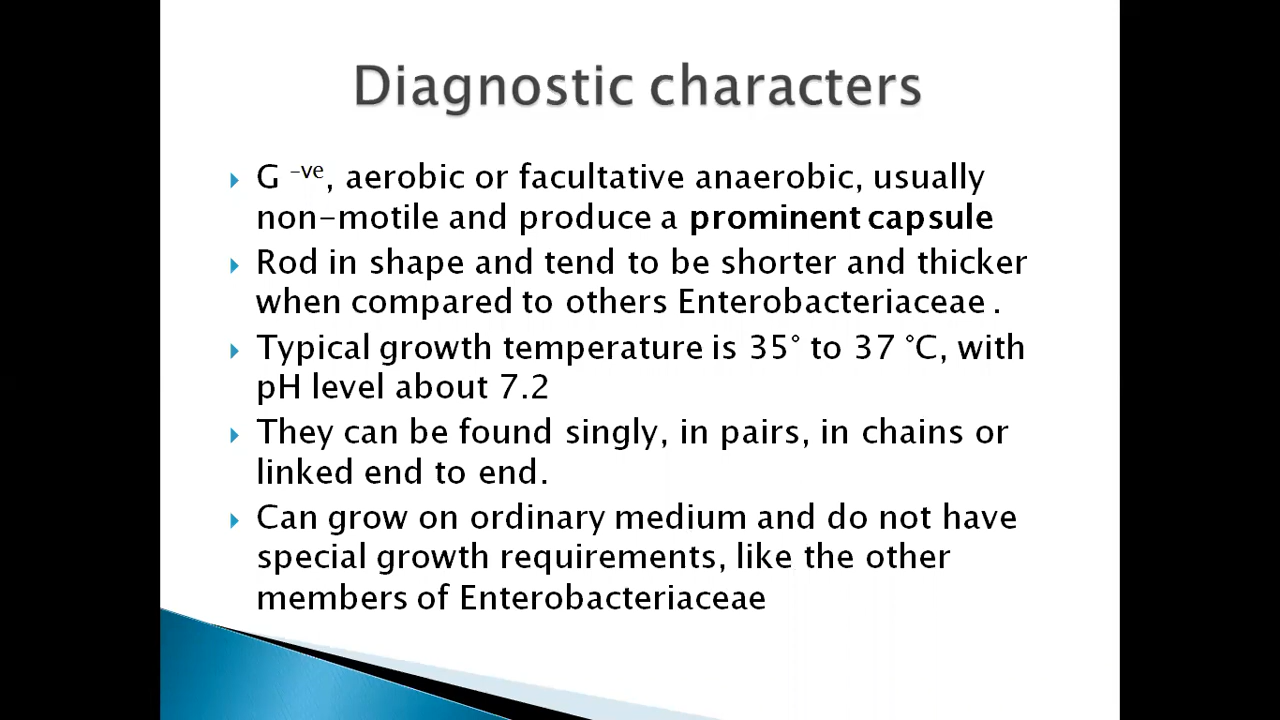 Diagnostic characters
G -ve, aerobic or facultative anaerobic, usually
non-motile and produce a prominent capsule
Rod in shape and tend to be shorter and thicker
when compared to others Enterobacteriaceae .
Typical growth temperature is 35° to 37 °C, with
pH level about 7.2
They can be found singly, in pairs, in chains or
linked end to end.
Can grow on ordinary medium and do not have
special growth requirements, like the other
members of Enterobacteriaceae